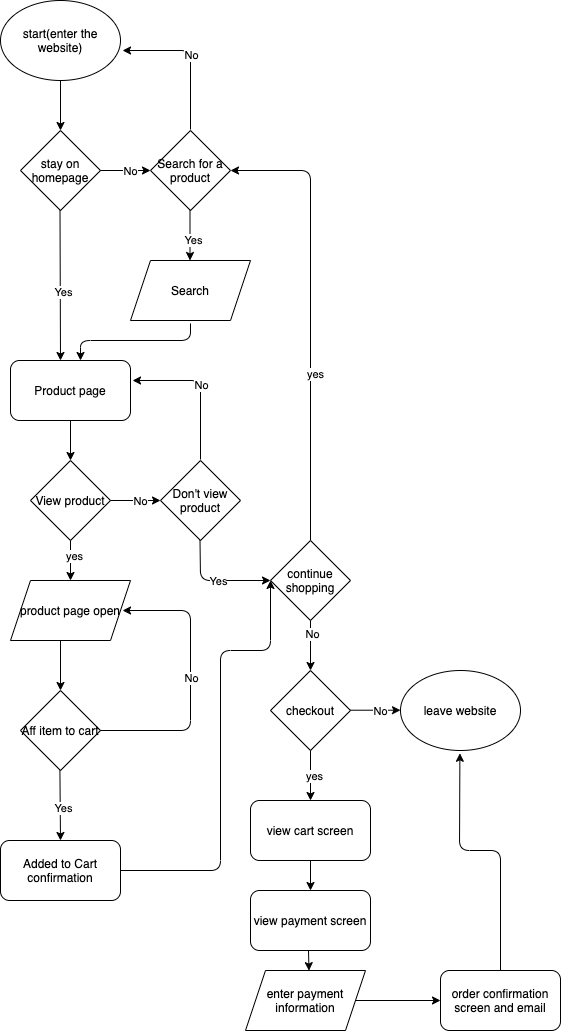 start(enter the
website)
No
stay on
homepage
No
Search for a
product
Yes
Yes
Search
Product page
No
yes
View product
No
Don't view
product
yes
Yes
continue
shopping
product page open
No
No
Aff item to cart
checkout
No
leave website
Yes
yes
Added to Cart
confirmation
view cart screen
view payment screen
enter payment
information
order confirmation
screen and email